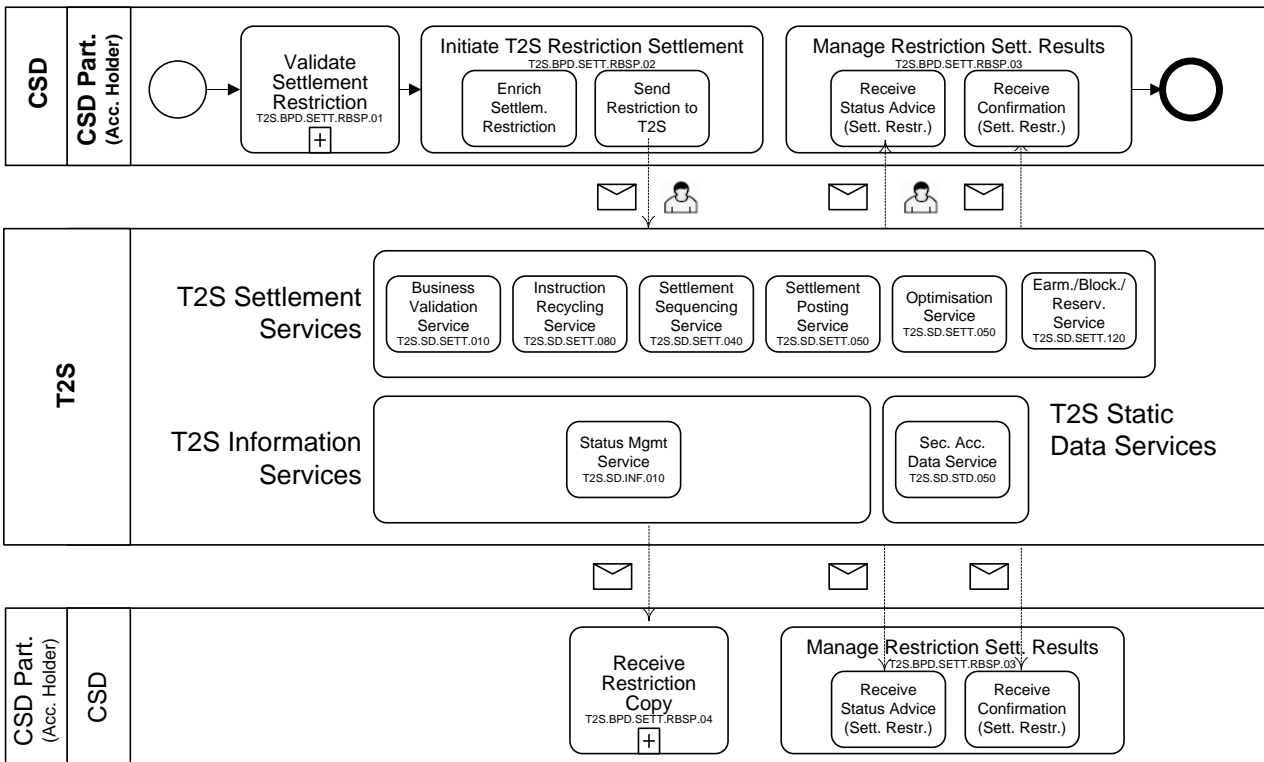 CSD
CSD Part.
(Acc. Holder)
Validate
Settlement
Restriction
T2S.BPD.SETT.RBSP.01
+
Initiate T2S Restriction Settlement
T2S.BPD.SETT.RBSP.02
Enrich
Settlem.
Restriction
Send
Restriction to
T2S
Manage Restriction Sett. Results
T2S.BPD.SETT.RBSP.03
Receive
Status Advice
(Sett. Restr.)
Receive
Confirmation
(Sett. Restr.)
T2S
T2S Settlement
Services
Business
Validation
Service
T2S.SD.SETT.010
Instruction
Recycling
Service
T2S.SD.SETT.080
Settlement
Sequencing
Service
T2S.SD.SETT.040
Settlement
Posting
Service
T2S.SD.SETT.050
Optimisation
Service
T2S.SD.SETT.050
Earm./Block./
Reserv.
Service
T2S.SD.SETT.120
T2S Information
Services
Status Mgmt
Service
T2S.SD.INF.010
Sec. Acc.
Data Service
T2S.SD.STD.050
T2S Static
Data Services
CSD Part.
(Acc. Holder)
CSD
Receive
Restriction
Copy
T2S.BPD.SETT.RBSP.04
+
Manage Restriction Sett. Results
T2S.BPD.SETT.RBSP.03
Receive
Status Advice
(Sett. Restr.)
Receive
Confirmation
(Sett. Restr.)